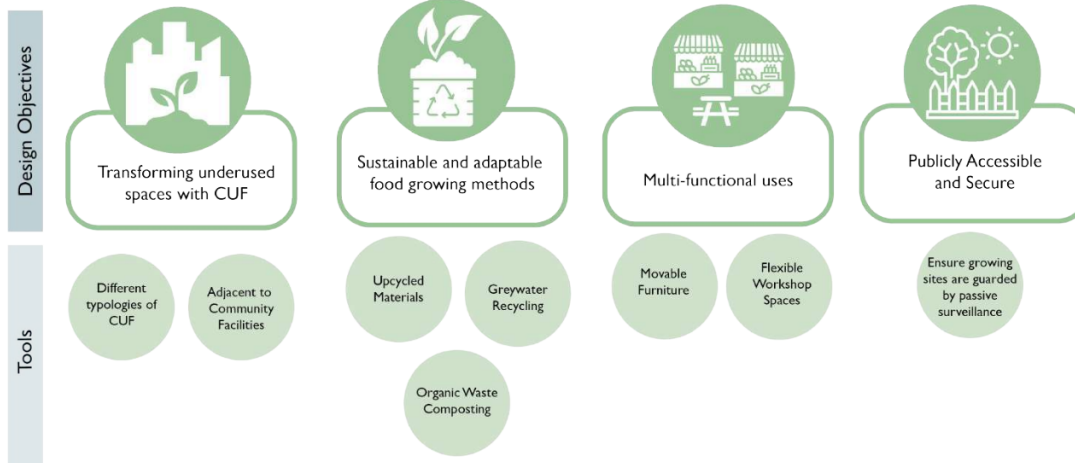 Design Objectives
Transforming underused
spaces with CUF
Sustainable and adaptable
food growing methods
Multi-functional uses
Publicly Accessible
and Secure
Tools
Different
typologies of
CUF
Adjacent to
Community
Facilities
Upcycled
Materials
Greywater
Recycling
Organic Waste
Composting
Movable
Furniture
Flexible
Workshop
Spaces
Ensure growing
sites are guarded
by passive
surveillance